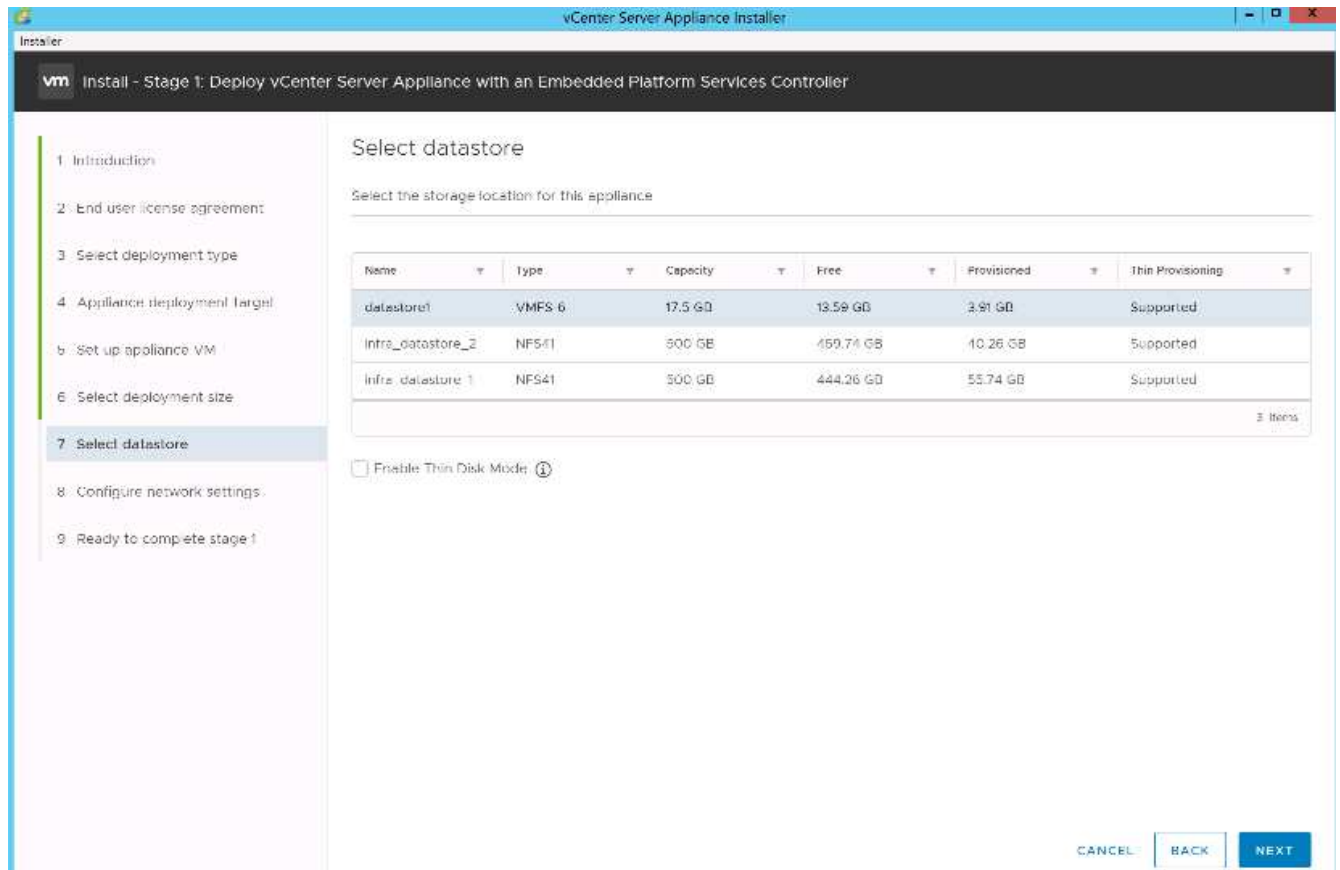 vCenter Server Appliance Installer
Installer
vm Install - Stage 1: Deploy vCenter Server Appliance with an Embedded Platform Services Controller
1 Introduction
2 End user license agreement
3 Select deployment type
4 Appliance deployment target
5 Set up appliance VM
6 Select deployment size
7 Select datastore
8 Configure network settings
9 Ready to complete stage 1
Select datastore
Select the storage location for this appliance
Name Type Capacity Free Provisioned Thin Provisioning
datastore1 VMFS-6 17.5 GB 13.59 GB 3.91 GB Supported
infra_datastore_2 NFS41 500 GB 459.74 GB 40.26 GB Supported
infra_datastore_1 NFS41 500 GB 444.26 GB 55.74 GB Supported
3 items
Enable Thin Disk Mode
CANCEL BACK NEXT